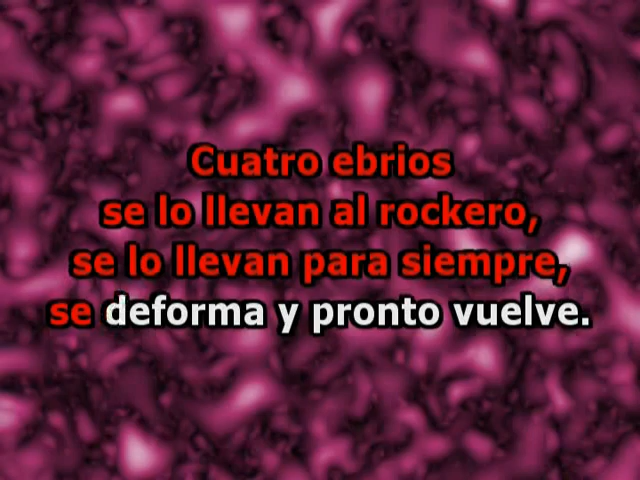 Cuatro ebrios
se lo llevan al rockero,
se lo llevan para siempre,
se deforma y pronto vuelve.